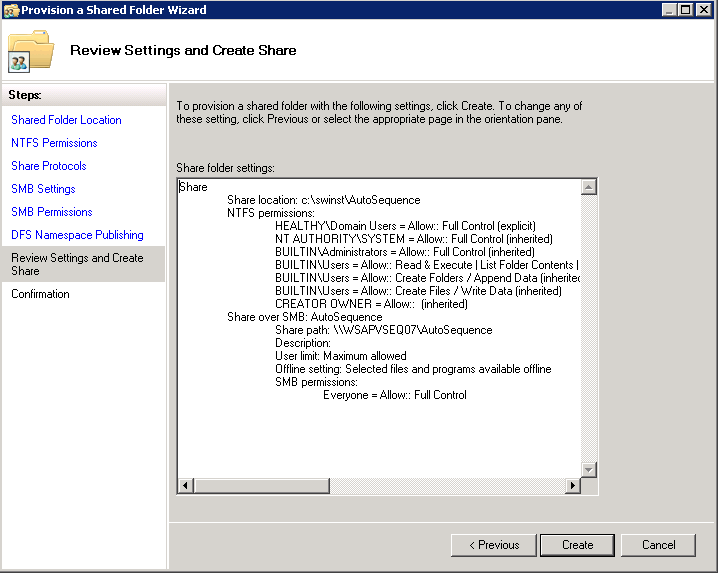 Provision a Shared Folder Wizard
Review Settings and Create Share
Steps:
Shared Folder Location
NTFS Permissions
Share Protocols
SMB Settings
SMB Permissions
DFS Namespace Publishing
Review Settings and Create
Share
Confirmation
To provision a shared folder with the following settings, click Create. To change any of
these setting, click Previous or select the appropriate page in the orientation pane.
Share folder settings:
Share
Share location: c:\swinst\AutoSequence
NTFS permissions:
HEALTHY\Domain Users = Allow:: Full Control (explicit)
NT AUTHORITY\SYSTEM = Allow:: Full Control (inherited)
BUILTIN\Administrators = Allow:: Full Control (inherited)
BUILTIN\Users = Allow:: Read & Execute | List Folder Contents |
BUILTIN\Users = Allow:: Create Folders / Append Data (inherited
BUILTIN\Users = Allow:: Create Files / Write Data (inherited)
CREATOR OWNER = Allow::  (inherited)
Share over SMB: AutoSequence
Share path: \\WSAPVSEQ07\AutoSequence
Description:
User limit: Maximum allowed
Offline setting: Selected files and programs available offline
SMB permissions:
Everyone = Allow:: Full Control
< Previous
Create
Cancel